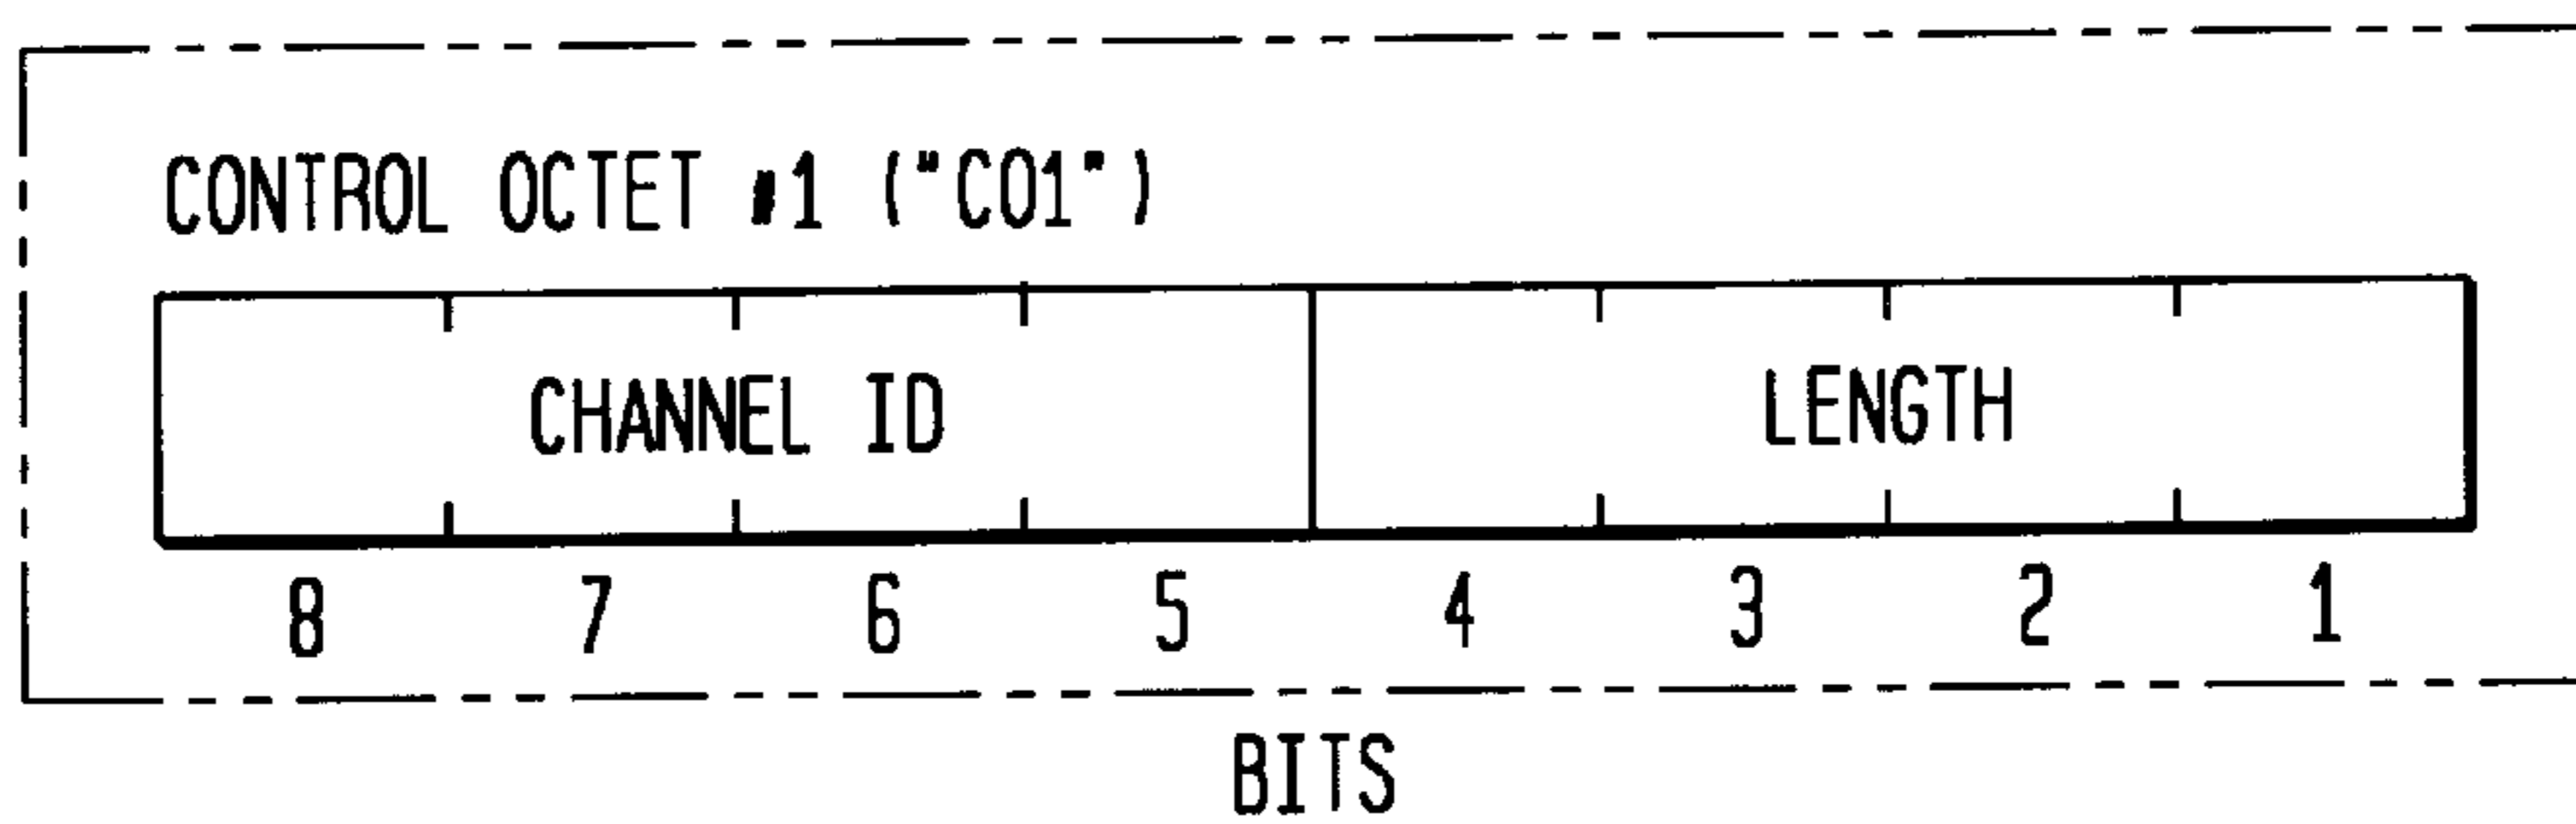 CONTROL OCTET #1 ("CO1")
CHANNEL ID LENGTH
8 7 6 5 4 3 2 1
BITS